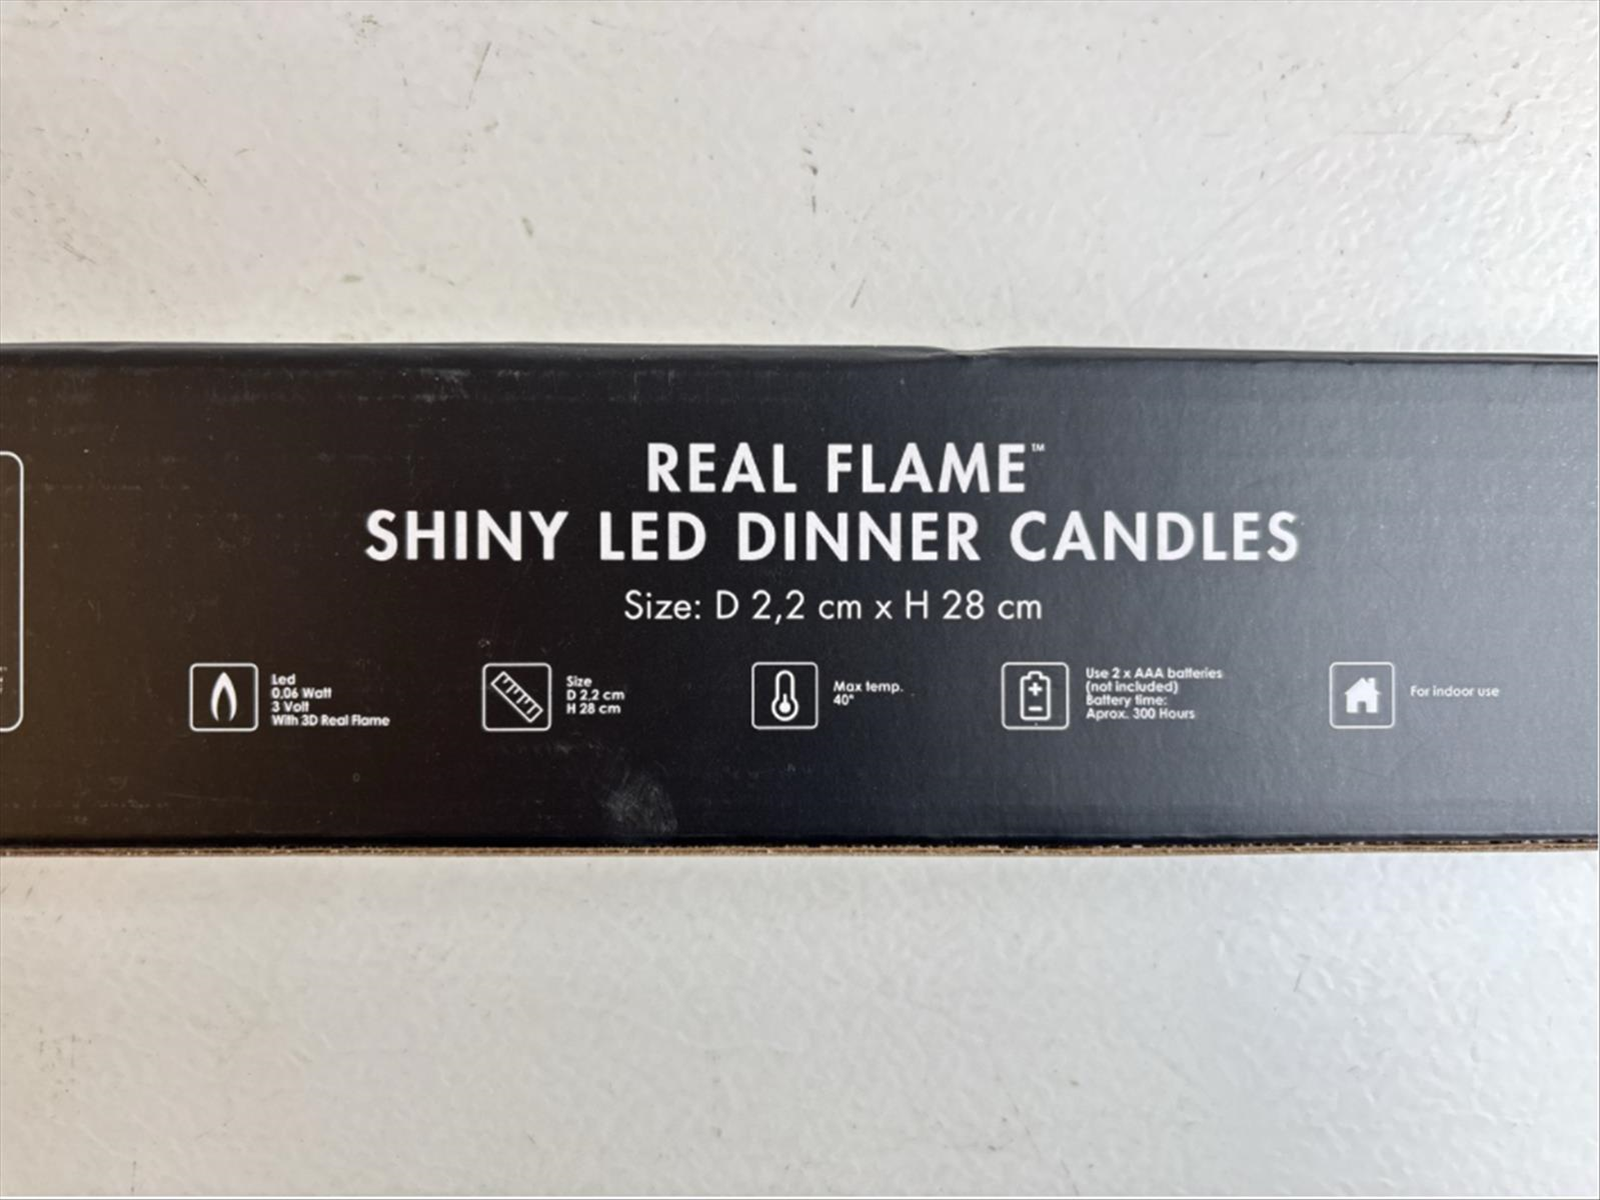 REAL FLAME™
SHINY LED DINNER CANDLES
Size: D 2,2 cm x H 28 cm
Led
0,06 Watt
3 Volt
With 3D Real Flame
Size
D 2,2 cm
H 28 cm
Max temp.
40°
Use 2 x AAA batteries
(not included)
Battery time:
Aprox. 300 Hours
For indoor use